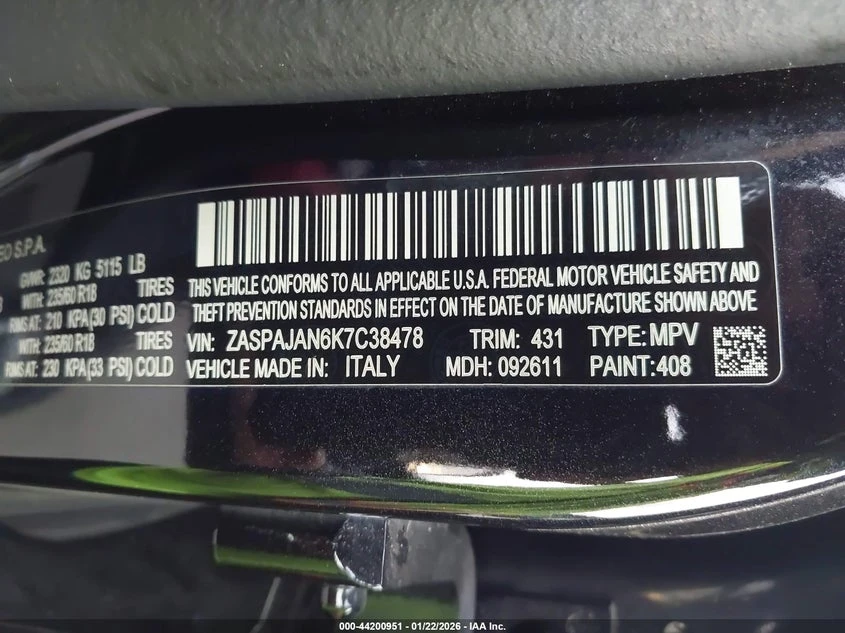 EO S.P.A.
GVWR: 2320 KG 5115 LB
WITH: 235/60 R18 TIRES
RIMS AT: 210 KPA(30 PSI) COLD
WITH: 235/60 R18 TIRES
RIMS AT: 230 KPA(33 PSI) COLD
THIS VEHICLE CONFORMS TO ALL APPLICABLE U.S.A. FEDERAL MOTOR VEHICLE SAFETY AND
THEFT PREVENTION STANDARDS IN EFFECT ON THE DATE OF MANUFACTURE SHOWN ABOVE
VIN: ZASPAJAN6K7C38478 TRIM: 431 TYPE: MPV
VEHICLE MADE IN: ITALY MDH: 092611 PAINT: 408
000-44200951 - 01/22/2026 - IAA Inc.